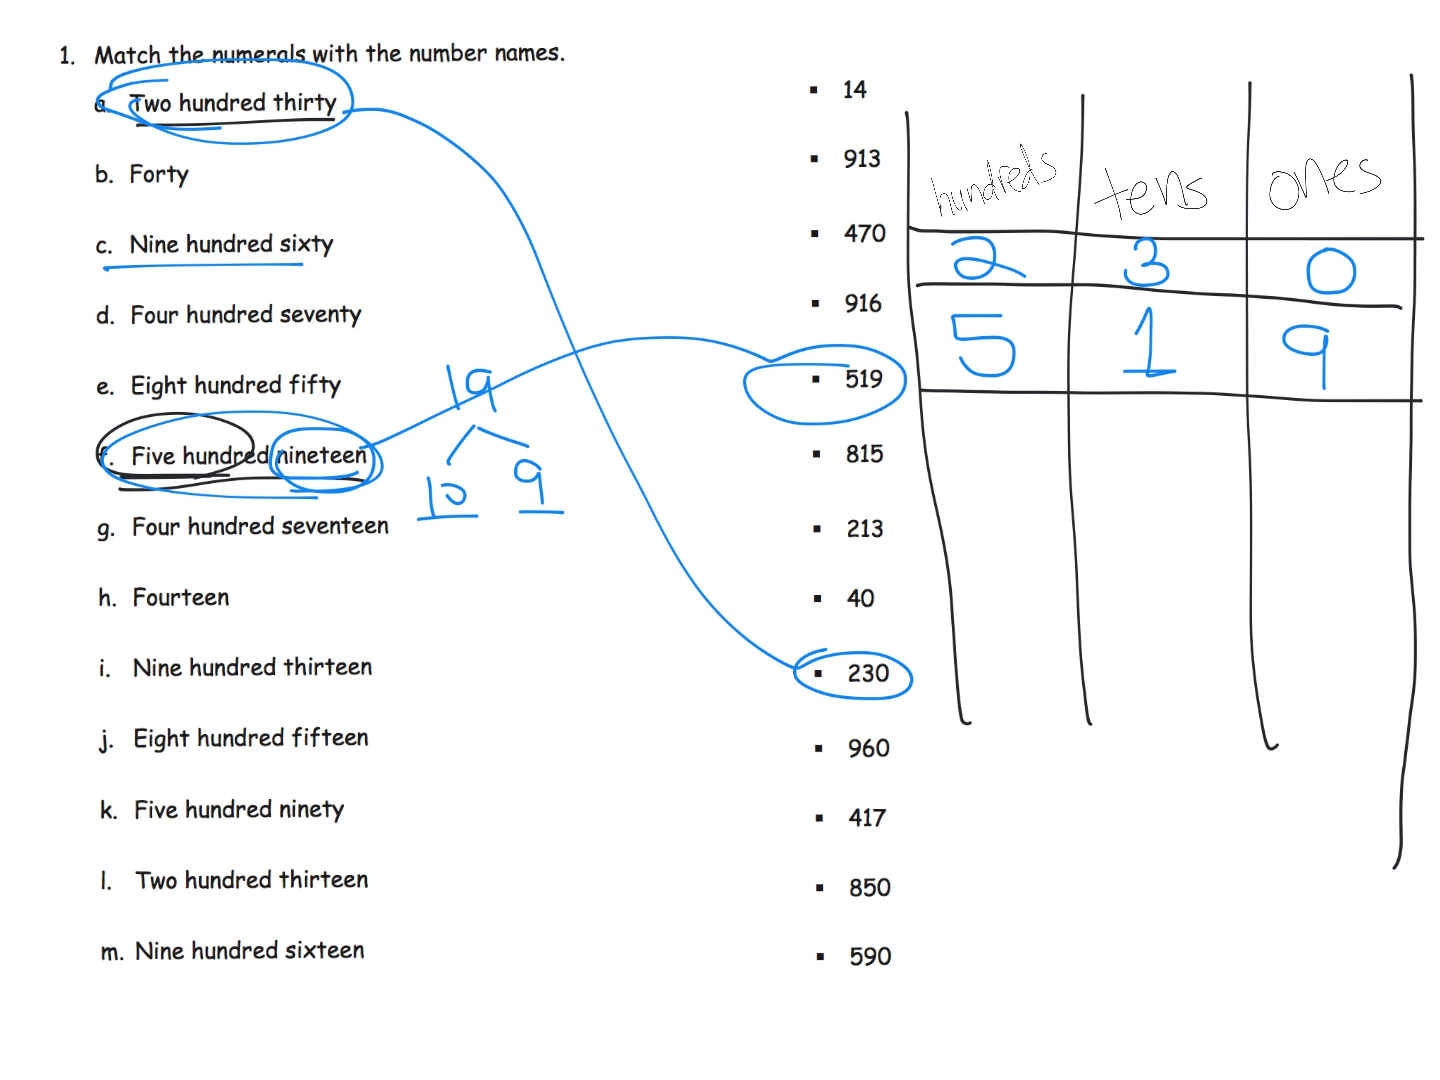 1. Match the numerals with the number names.
a. Two hundred thirty
▪ 14
b. Forty
▪ 913
c. Nine hundred sixty
▪ 470
d. Four hundred seventy
▪ 916
e. Eight hundred fifty
▪ 519
f. Five hundred nineteen
▪ 815
g. Four hundred seventeen
▪ 213
h. Fourteen
▪ 40
i. Nine hundred thirteen
▪ 230
j. Eight hundred fifteen
▪ 960
k. Five hundred ninety
▪ 417
l. Two hundred thirteen
▪ 850
m. Nine hundred sixteen
▪ 590
19
10 9
hundreds tens ones
2 3 0
5 1 9